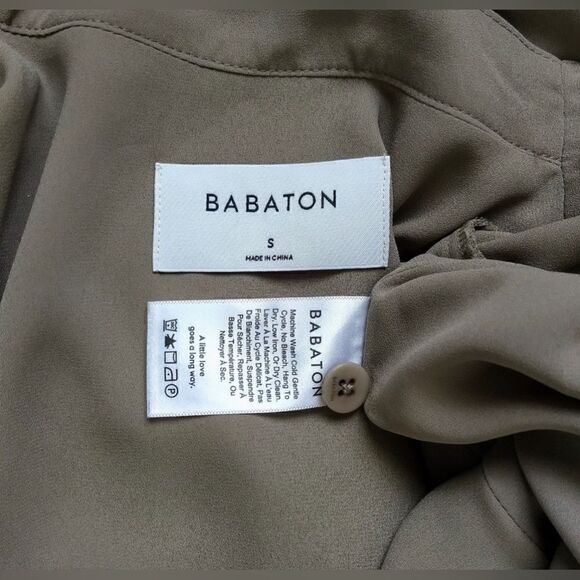 BABATON
S
MADE IN CHINA
BABATON
Machine Wash Cold Gentle
Cycle, No Bleach, Hang To
Dry, Low Iron, Or Dry Clean.
Laver À La Machine À L'eau
Froide Au Cycle Délicat, Pas
De Blanchiment, Suspendre
Pour Sécher, Repasser À
Basse Température, Ou
Nettoyer À Sec.
A little love
goes a long way.
P